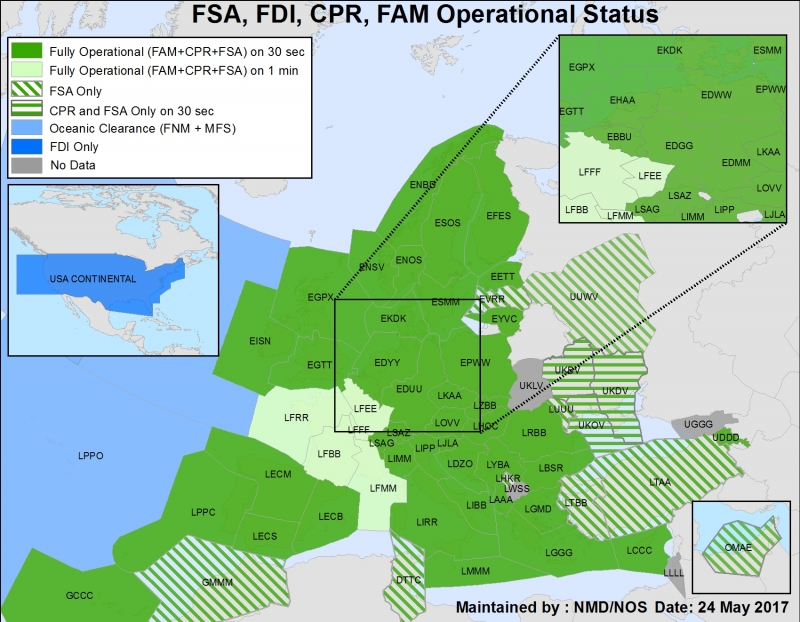 FSA, FDI, CPR, FAM Operational Status
Fully Operational (FAM+CPR+FSA) on 30 sec
Fully Operational (FAM+CPR+FSA) on 1 min
FSA Only
CPR and FSA Only on 30 sec
Oceanic Clearance (FNM + MFS)
FDI Only
No Data
EKDK
ESMM
EGPX
EPWW
EHAA
EDWW
EGTT
EBBU
EDGG
LKAA
EDMM
LFFF
LFEE
LOVV
LSAZ
LFBB
LFMM
LSAG
LIMM
LIPP
LJLA
USA CONTINENTAL
ENBD
ESOS
EFES
ENOS
ENSV
EETT
EGPX
ESMM
EVRR
UUWV
EKDK
EYVC
EISN
EGTT
EDYY
EPWW
UKBV
UKLV
UKDV
EDUU
LKAA
LFEE
LZBB
LUUU
LFRR
LOVV
LHCC
UKOV
UGGG
LFFF
LSAZ
LRBB
UDDD
LSAG
LJLA
LPPO
LFBB
LIMM
LIPP
LDZO
LYBA
LBSR
LECM
LHKR
LWSS
LTAA
LFMM
LAAA
LTBB
LPPC
LECB
LIBB
LGMD
LIRR
LECS
OMAE
LGGG
LCCC
LMMM
LLLL
GMMM
DTTC
GCCC
Maintained by : NMD/NOS Date: 24 May 2017